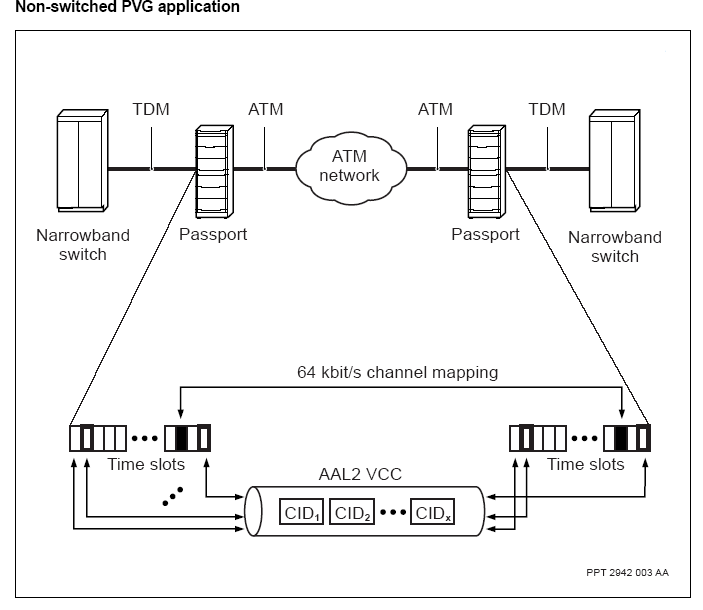 Non-switched PVG application
TDM
ATM
ATM
TDM
ATM
network
Narrowband
switch
Passport
Passport
Narrowband
switch
64 kbit/s channel mapping
Time slots
Time slots
AAL2 VCC
CID1
CID2
CIDx
PPT 2942 003 AA